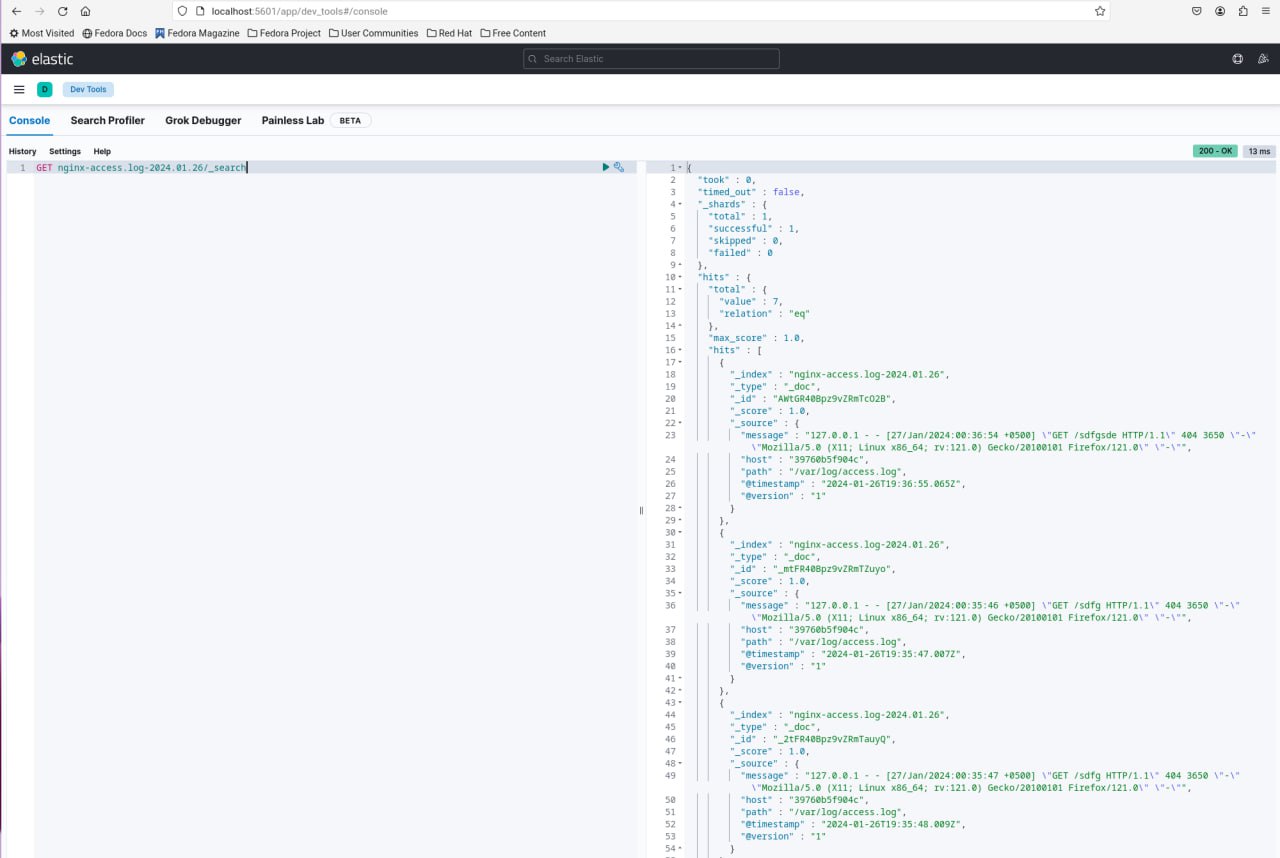 localhost:5601/app/dev_tools#/console
Most Visited Fedora Docs Fedora Magazine Fedora Project User Communities Red Hat Free Content
elastic Search Elastic
D Dev Tools
Console Search Profiler Grok Debugger Painless Lab BETA
History Settings Help 200 - OK 13 ms
1 GET nginx-access.log-2024.01.26/_search
1 {
2 "took" : 0,
3 "timed_out" : false,
4 "_shards" : {
5 "total" : 1,
6 "successful" : 1,
7 "skipped" : 0,
8 "failed" : 0
9 },
10 "hits" : {
11 "total" : {
12 "value" : 7,
13 "relation" : "eq"
14 },
15 "max_score" : 1.0,
16 "hits" : [
17 {
18 "_index" : "nginx-access.log-2024.01.26",
19 "_type" : "_doc",
20 "_id" : "AWtGR40Bpz9vZRmTcO2B",
21 "_score" : 1.0,
22 "_source" : {
23 "message" : "127.0.0.1 - - [27/Jan/2024:00:36:54 +0500] \"GET /sdfgsde HTTP/1.1\" 404 3650 \"-\"
\"Mozilla/5.0 (X11; Linux x86_64; rv:121.0) Gecko/20100101 Firefox/121.0\" \"-\"",
24 "host" : "39760b5f904c",
25 "path" : "/var/log/access.log",
26 "@timestamp" : "2024-01-26T19:36:55.065Z",
27 "@version" : "1"
28 }
29 },
30 {
31 "_index" : "nginx-access.log-2024.01.26",
32 "_type" : "_doc",
33 "_id" : "_mtFR40Bpz9vZRmTZuyo",
34 "_score" : 1.0,
35 "_source" : {
36 "message" : "127.0.0.1 - - [27/Jan/2024:00:35:46 +0500] \"GET /sdfg HTTP/1.1\" 404 3650 \"-\"
\"Mozilla/5.0 (X11; Linux x86_64; rv:121.0) Gecko/20100101 Firefox/121.0\" \"-\"",
37 "host" : "39760b5f904c",
38 "path" : "/var/log/access.log",
39 "@timestamp" : "2024-01-26T19:35:47.007Z",
40 "@version" : "1"
41 }
42 },
43 {
44 "_index" : "nginx-access.log-2024.01.26",
45 "_type" : "_doc",
46 "_id" : "_2tFR40Bpz9vZRmTauyQ",
47 "_score" : 1.0,
48 "_source" : {
49 "message" : "127.0.0.1 - - [27/Jan/2024:00:35:47 +0500] \"GET /sdfg HTTP/1.1\" 404 3650 \"-\"
\"Mozilla/5.0 (X11; Linux x86_64; rv:121.0) Gecko/20100101 Firefox/121.0\" \"-\"",
50 "host" : "39760b5f904c",
51 "path" : "/var/log/access.log",
52 "@timestamp" : "2024-01-26T19:35:48.009Z",
53 "@version" : "1"
54 }